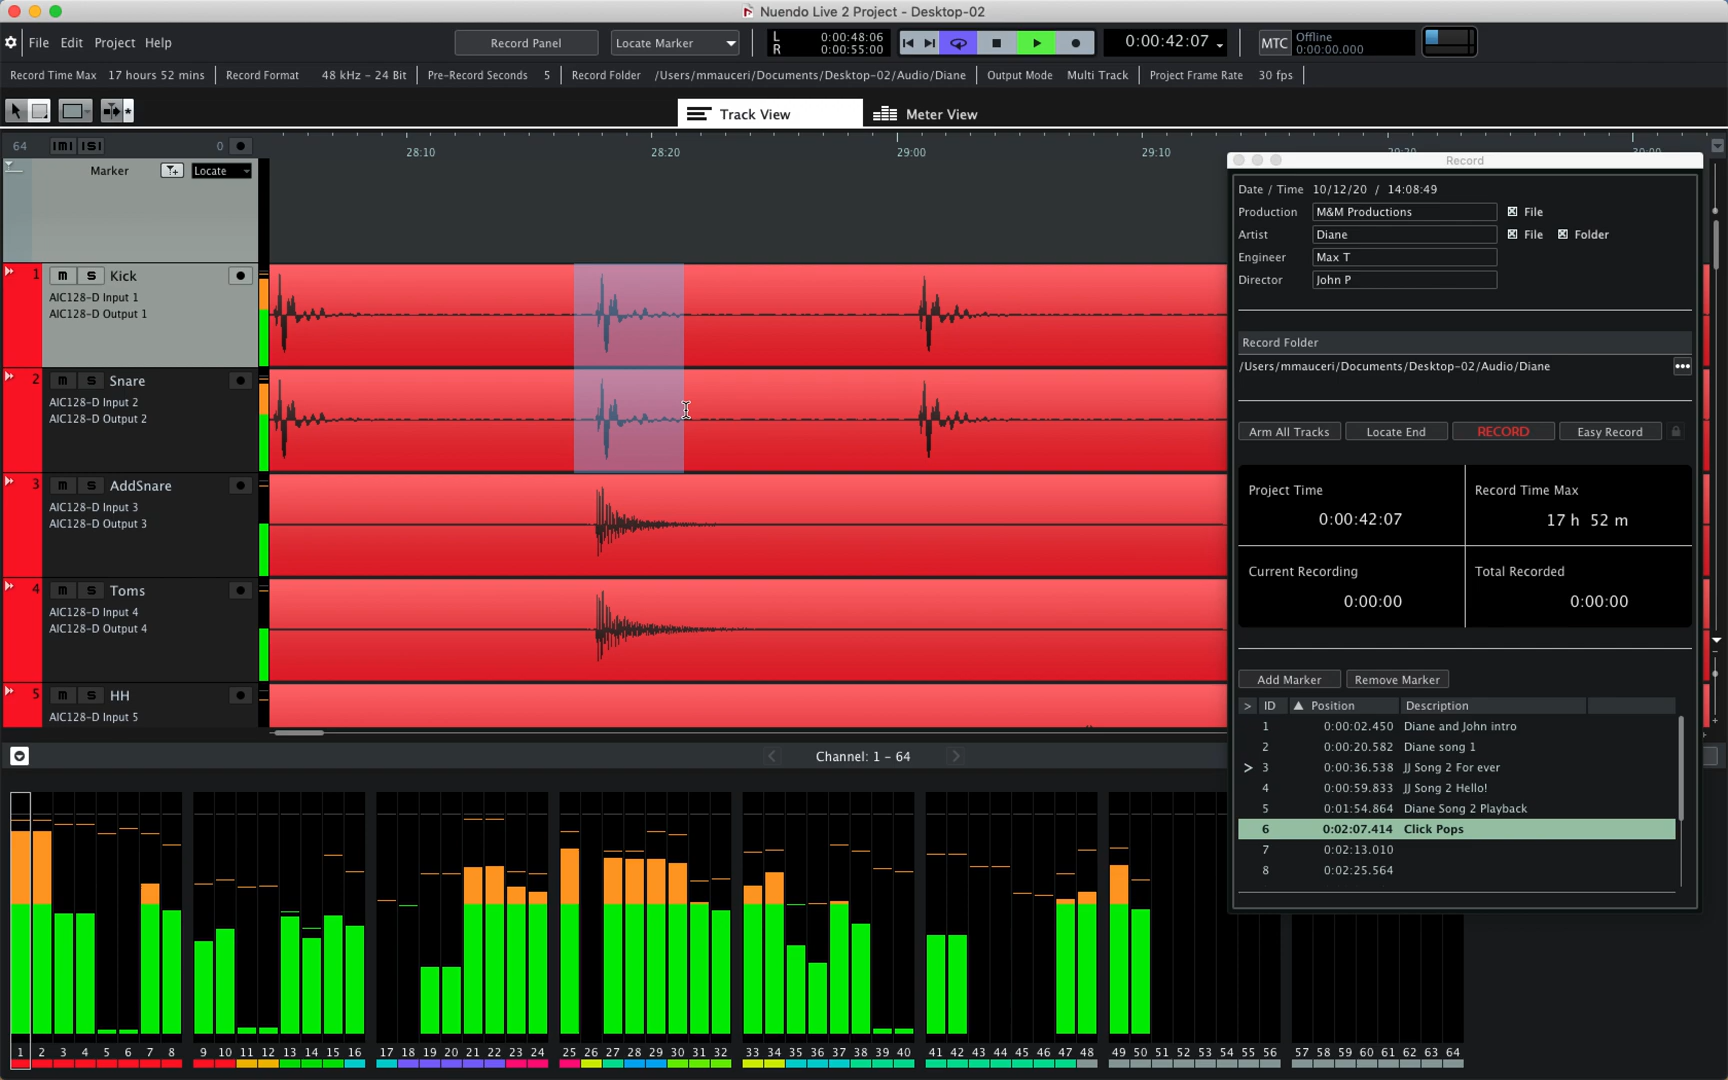 Nuendo Live 2 Project - Desktop-02
File Edit Project Help
Record Panel
Locate Marker
L 0:00:48:06
R 0:00:55:00
0:00:42:07
MTC Offline
0:00:00.000
Record Time Max 17 hours 52 mins
Record Format 48 kHz - 24 Bit
Pre-Record Seconds 5
Record Folder /Users/mmauceri/Documents/Desktop-02/Audio/Diane
Output Mode Multi Track
Project Frame Rate 30 fps
Track View
Meter View
64 |M| |S| 0
28:10 28:20 29:00 29:10
Marker
Locate
1 m S Kick
AIC128-D Input 1
AIC128-D Output 1
2 m S Snare
AIC128-D Input 2
AIC128-D Output 2
3 m S AddSnare
AIC128-D Input 3
AIC128-D Output 3
4 m S Toms
AIC128-D Input 4
AIC128-D Output 4
5 m S HH
AIC128-D Input 5
Record
Date / Time 10/12/20 / 14:08:49
Production M&M Productions File
Artist Diane File Folder
Engineer Max T
Director John P
Record Folder
/Users/mmauceri/Documents/Desktop-02/Audio/Diane
Arm All Tracks
Locate End
RECORD
Easy Record
Project Time
0:00:42:07
Record Time Max
17 h 52 m
Current Recording
0:00:00
Total Recorded
0:00:00
Add Marker
Remove Marker
> ID Position Description
1 0:00:02.450 Diane and John intro
2 0:00:20.582 Diane song 1
> 3 0:00:36.538 JJ Song 2 For ever
4 0:00:59.833 JJ Song 2 Hello!
5 0:01:54.864 Diane Song 2 Playback
6 0:02:07.414 Click Pops
7 0:02:13.010
8 0:02:25.564
Channel: 1 - 64
1 2 3 4 5 6 7 8 9 10 11 12 13 14 15 16 17 18 19 20 21 22 23 24 25 26 27 28 29 30 31 32 33 34 35 36 37 38 39 40 41 42 43 44 45 46 47 48 49 50 51 52 53 54 55 56 57 58 59 60 61 62 63 64